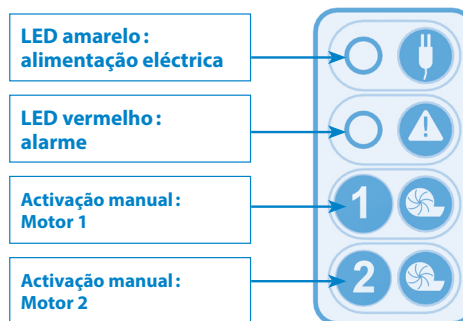 LED amarelo:
alimentação eléctrica
LED vermelho:
alarme
Activação manual:
Motor 1
Activação manual:
Motor 2
1
2